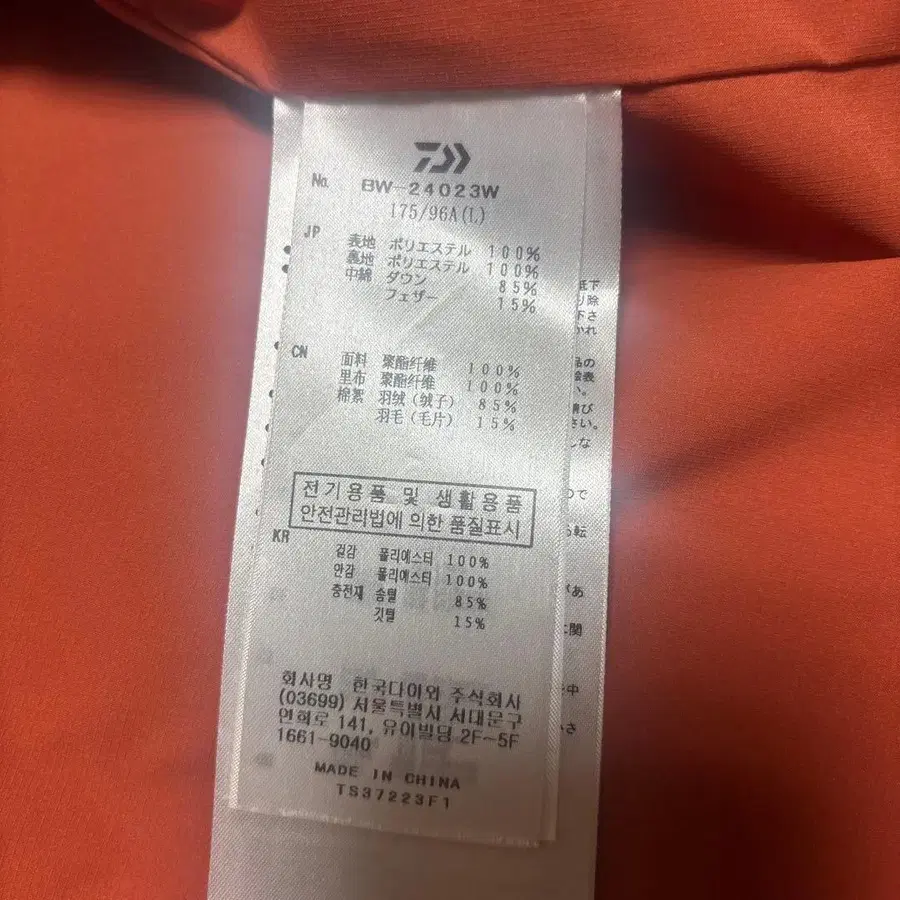 No. BW-24023W
175/96A(L)
JP
表地 ポリエステル 100%
裏地 ポリエステル 100%
中綿 ダウン 85%
フェザー 15%
CN
面料 聚酯纤维 100%
里布 聚酯纤维 100%
棉絮 羽绒（绒子） 85%
羽毛（毛片） 15%
전기용품 및 생활용품
안전관리법에 의한 품질표시
KR
겉감 폴리에스터 100%
안감 폴리에스터 100%
충전재 솜털 85%
깃털 15%
회사명 한국다이와 주식회사
(03699) 서울특별시 서대문구
연희로 141, 유이빌딩 2F~5F
1661-9040
MADE IN CHINA
TS37223F1